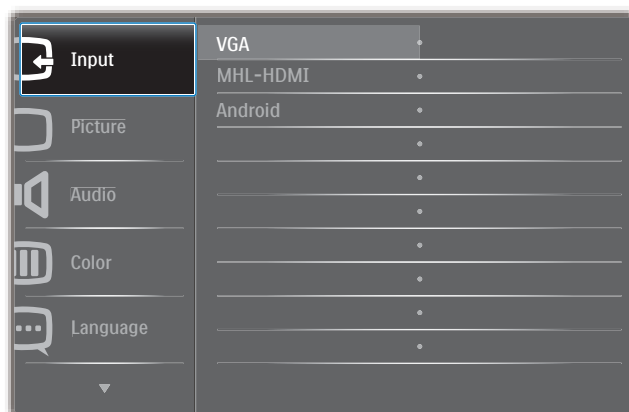 Input
Picture
Audio
Color
Language
VGA
MHL-HDMI
Android